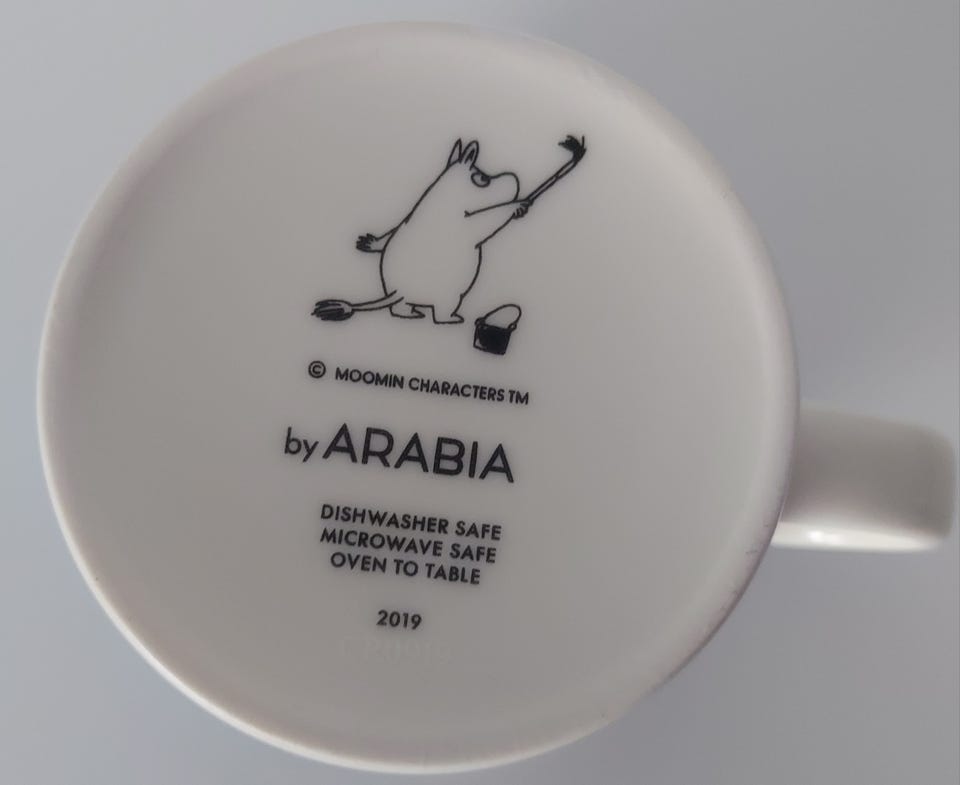 © MOOMIN CHARACTERS TM
by ARABIA
DISHWASHER SAFE
MICROWAVE SAFE
OVEN TO TABLE
2019